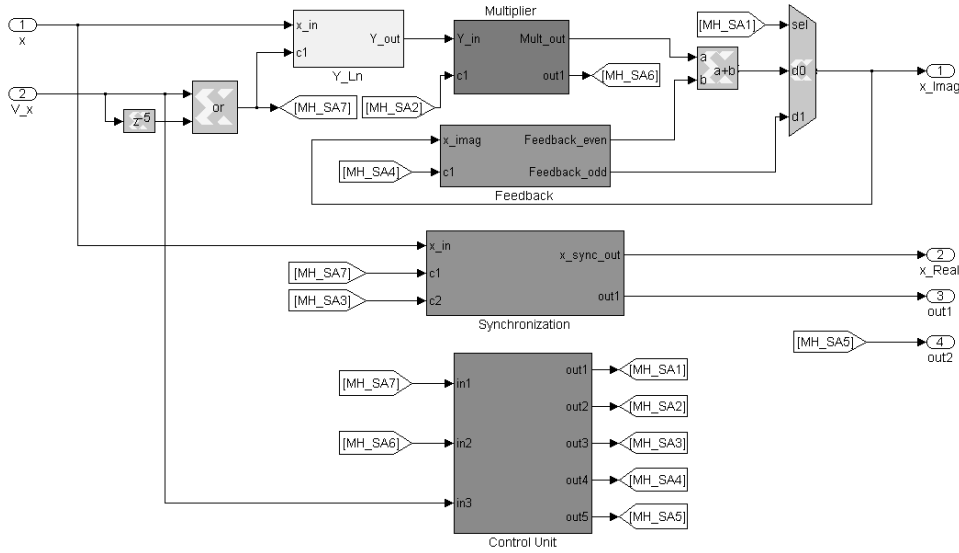 1
x
2
V_x
z-5
or
[MH_SA7]
x_in
c1
Y_out
Y_Ln
Multiplier
Y_in
c1
Mult_out
out1
[MH_SA2]
[MH_SA6]
a
b
a+b
[MH_SA1]
sel
d0
d1
1
x_Imag
x_imag
c1
Feedback_even
Feedback_odd
Feedback
[MH_SA4]
x_in
c1
c2
x_sync_out
out1
Synchronization
[MH_SA7]
[MH_SA3]
2
x_Real
3
out1
[MH_SA5]
4
out2
[MH_SA7]
[MH_SA6]
in1
in2
in3
out1
out2
out3
out4
out5
[MH_SA1]
[MH_SA2]
[MH_SA3]
[MH_SA4]
[MH_SA5]
Control Unit